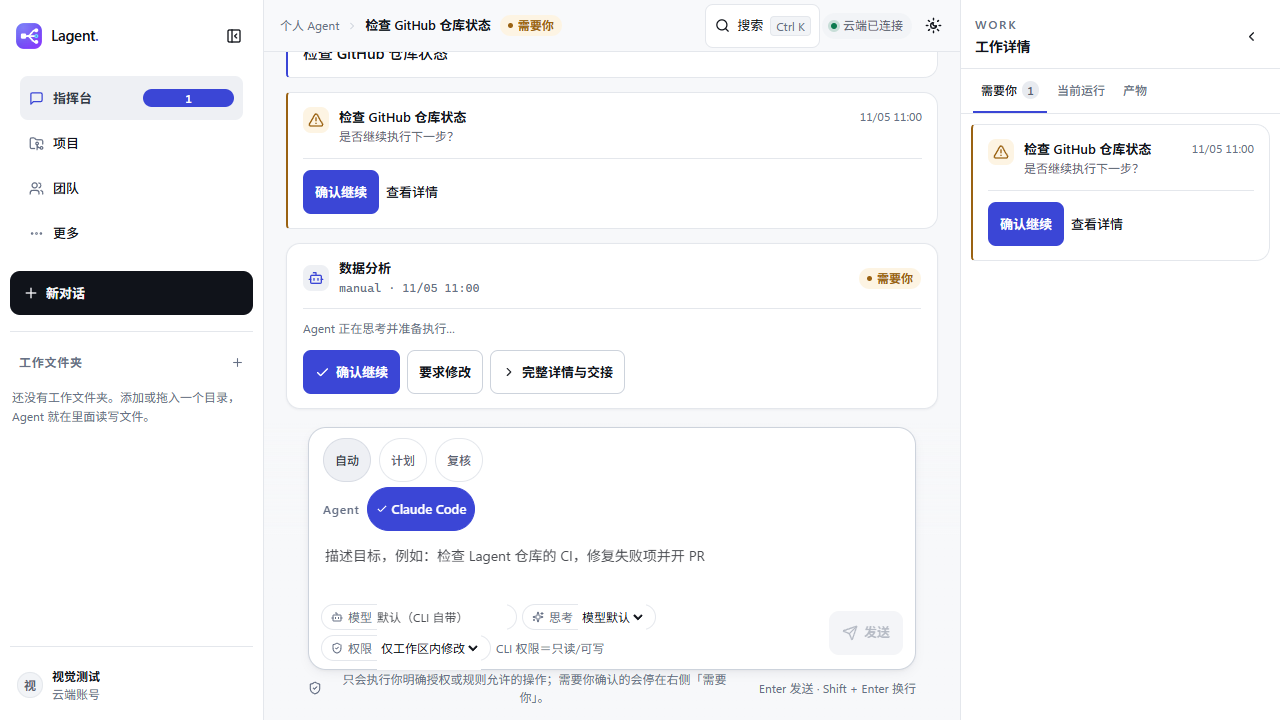 Lagent.
指挥台
1
项目
团队
更多
新对话
工作文件夹
还没有工作文件夹。添加或拖入一个目录，
Agent 就在里面读写文件。
视
视觉测试
云端账号
个人 Agent
检查 GitHub 仓库状态
需要你
搜索
Ctrl K
云端已连接
检查 GitHub 仓库状态
检查 GitHub 仓库状态
11/05 11:00
是否继续执行下一步？
确认继续
查看详情
数据分析
manual · 11/05 11:00
需要你
Agent 正在思考并准备执行...
确认继续
要求修改
完整详情与交接
自动
计划
复核
Agent
Claude Code
描述目标，例如：检查 Lagent 仓库的 CI，修复失败项并开 PR
模型 默认（CLI 自带）
思考 模型默认
权限 仅工作区内修改
CLI 权限＝只读/可写
发送
只会执行你明确授权或规则允许的操作；需要你确认的会停在右侧「需要
你」。
Enter 发送 · Shift + Enter 换行
WORK
工作详情
需要你 1
当前运行
产物
检查 GitHub 仓库状态
11/05 11:00
是否继续执行下一步？
确认继续
查看详情